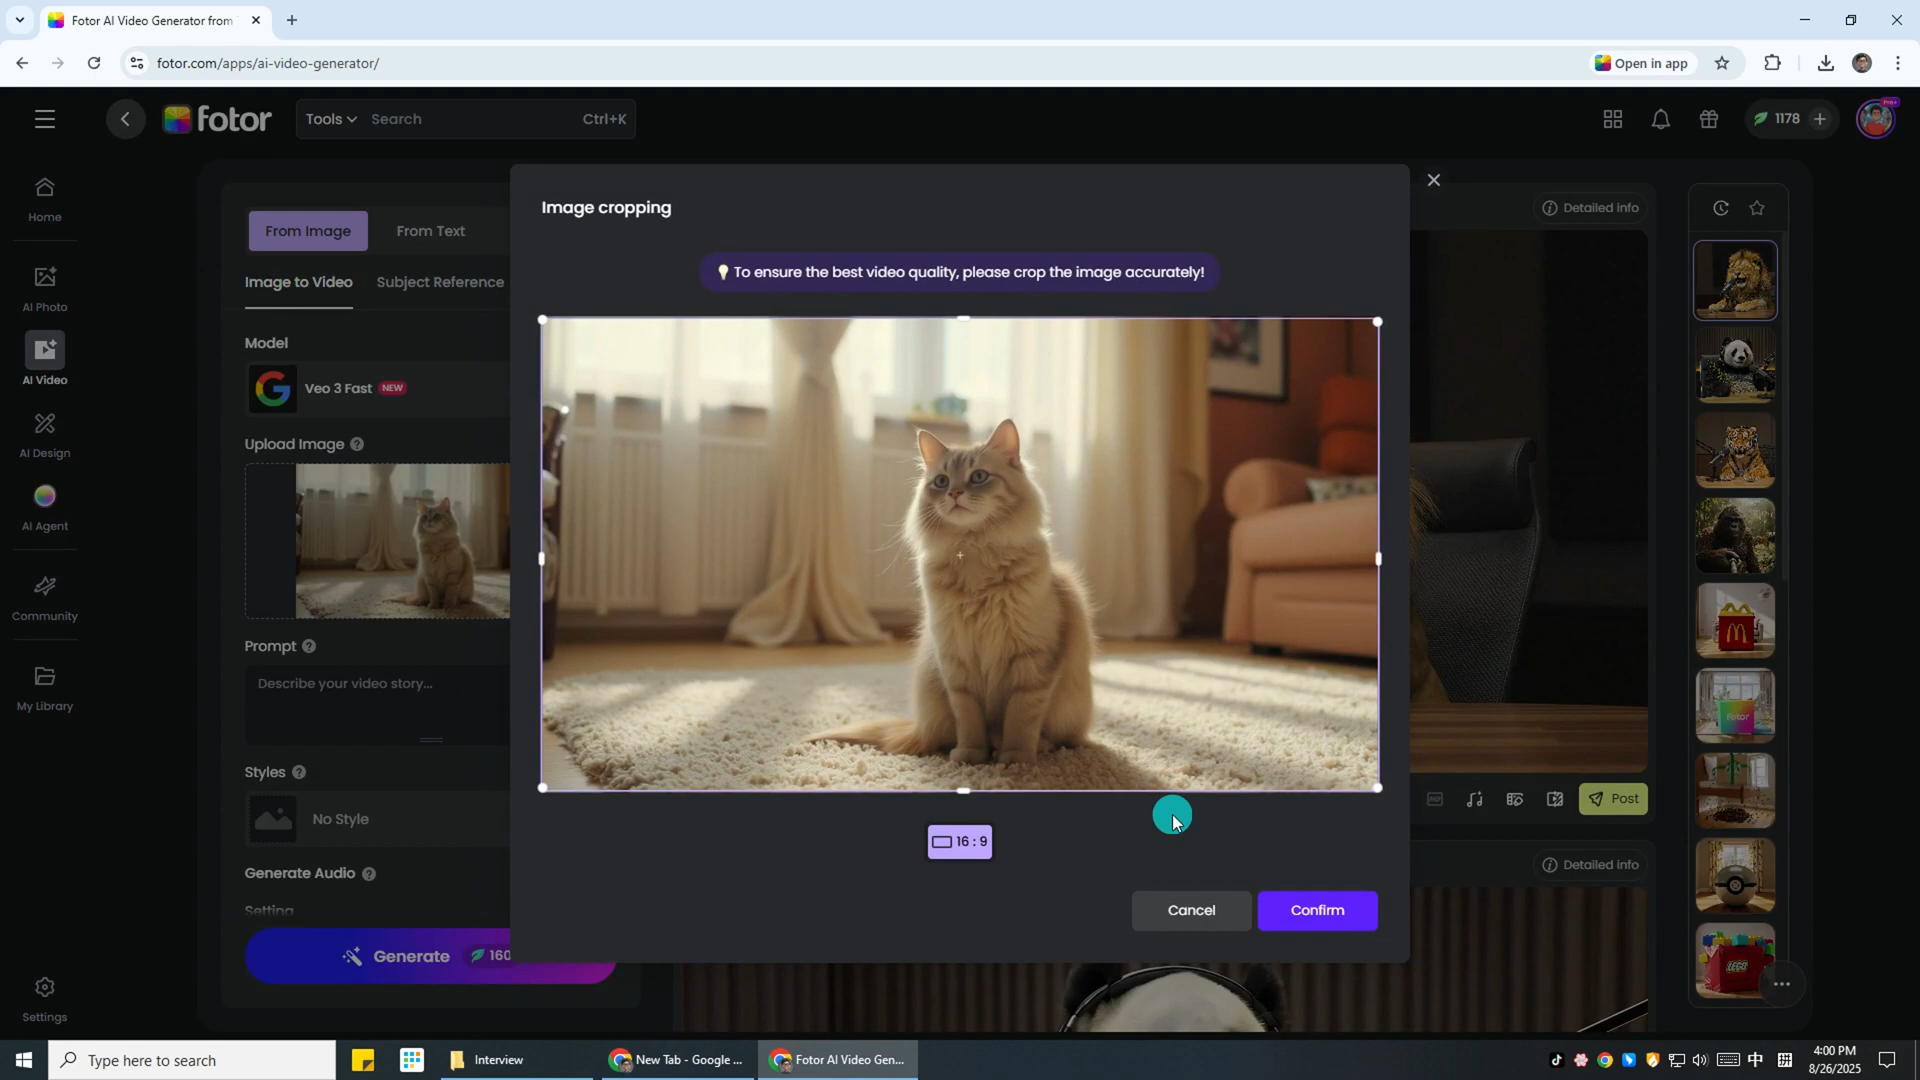 Fotor AI Video Generator from
fotor.com/apps/ai-video-generator/
Open in app
fotor
Tools
Search
Ctrl+K
1178
Pro+
Home
AI Photo
AI Video
AI Design
AI Agent
Community
My Library
Settings
From Image
From Text
Image to Video
Subject Reference
Model
Veo 3 Fast NEW
Upload Image
Prompt
Describe your video story...
Styles
No Style
Generate Audio
Setting
Generate
160
Image cropping
To ensure the best video quality, please crop the image accurately!
16 : 9
Cancel
Confirm
Detailed info
Post
Detailed info
Fotor
LEGO
Type here to search
Interview
New Tab - Google ...
Fotor AI Video Gen...
中
拼
4:00 PM
8/26/2025